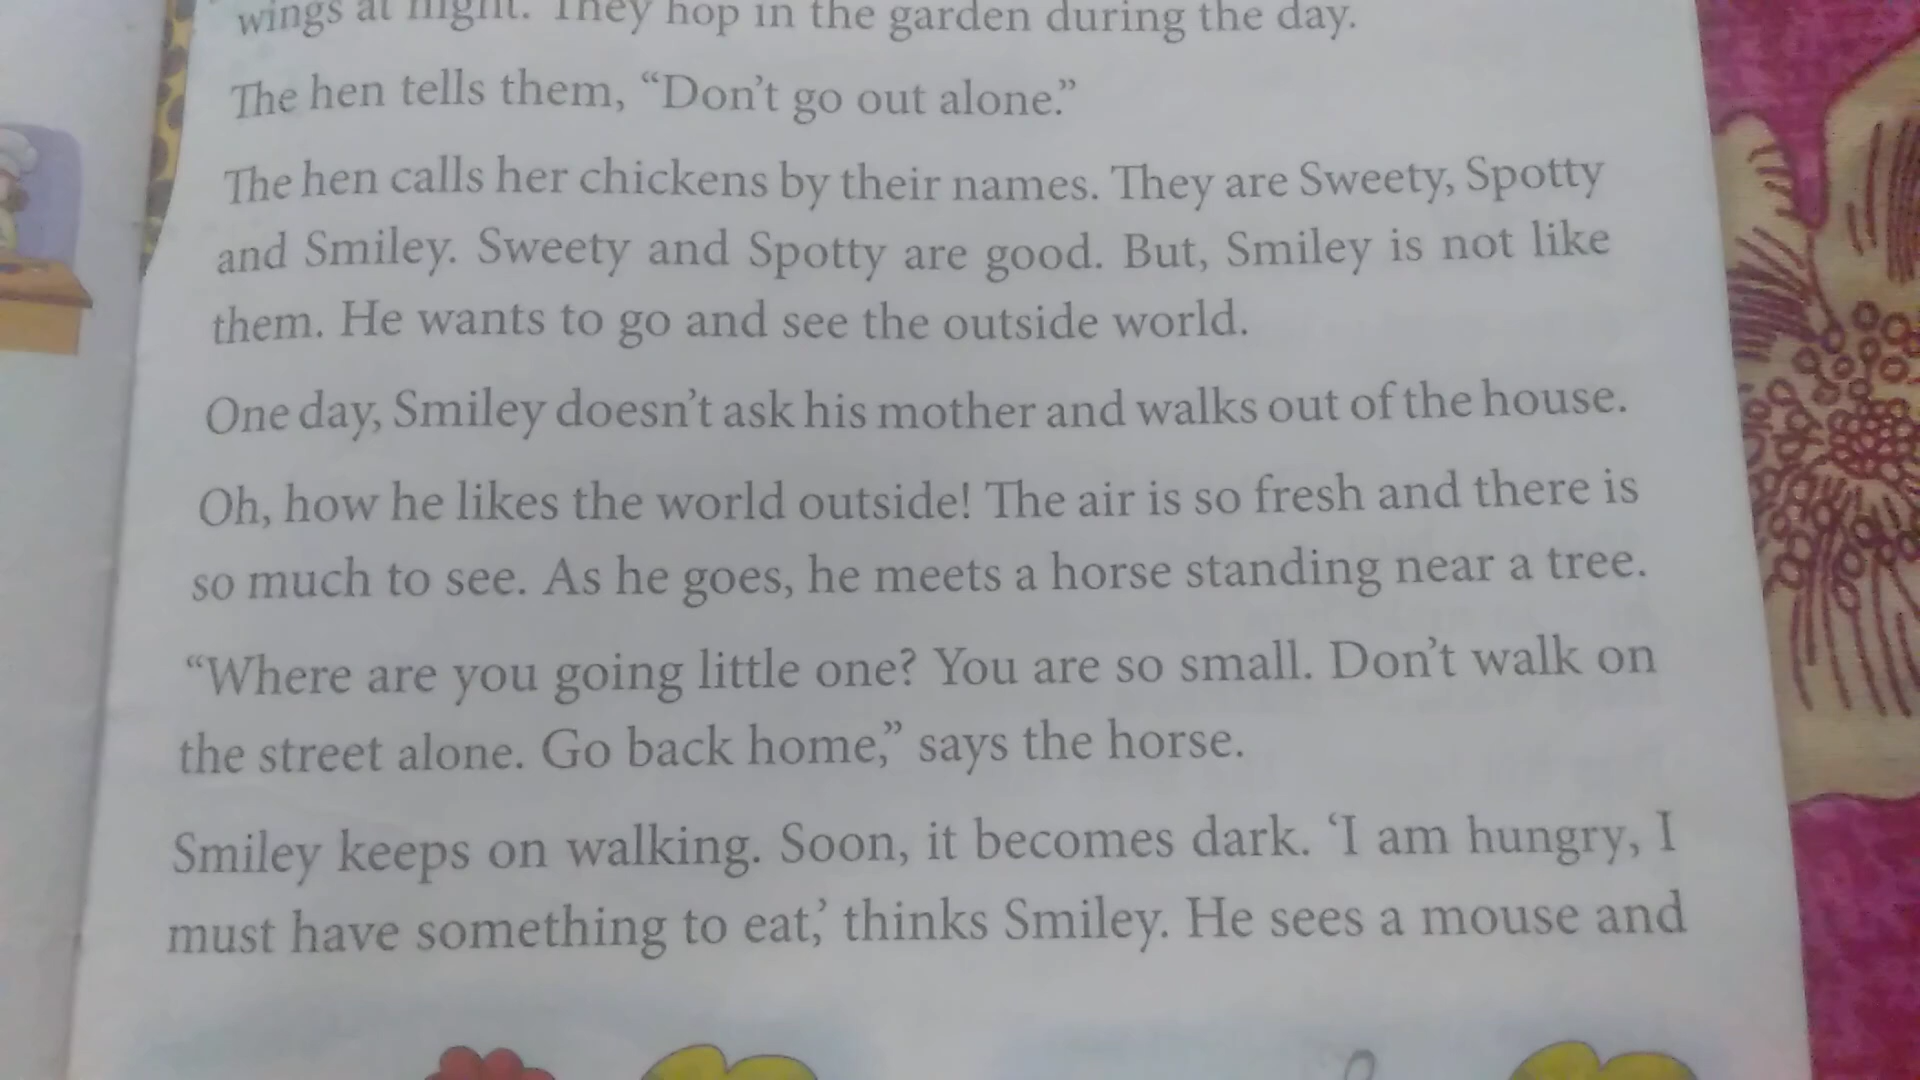 wings at night. They hop in the garden during the day.
The hen tells them, “Don’t go out alone.”
The hen calls her chickens by their names. They are Sweety, Spotty
and Smiley. Sweety and Spotty are good. But, Smiley is not like
them. He wants to go and see the outside world.
One day, Smiley doesn’t ask his mother and walks out of the house.
Oh, how he likes the world outside! The air is so fresh and there is
so much to see. As he goes, he meets a horse standing near a tree.
“Where are you going little one? You are so small. Don’t walk on
the street alone. Go back home,” says the horse.
Smiley keeps on walking. Soon, it becomes dark. ‘I am hungry, I
must have something to eat,’ thinks Smiley. He sees a mouse and